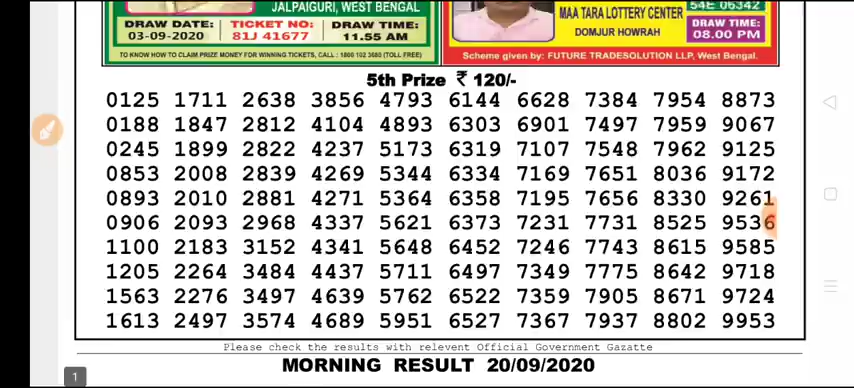 JALPAIGURI, WEST BENGAL
DRAW DATE: TICKET NO: DRAW TIME:
03-09-2020 81J 41677 11.55 AM
TO KNOW HOW TO CLAIM PRIZE MONEY FOR WINNING TICKETS, CALL : 1800 102 3680 (TOLL FREE)
MAA TARA LOTTERY CENTER
DOMJUR HOWRAH
54E 06342
DRAW TIME:
08.00 PM
Scheme given by: FUTURE TRADESOLUTION LLP, West Bengal.
5th Prize ₹ 120/-
0125 1711 2638 3856 4793 6144 6628 7384 7954 8873
0188 1847 2812 4104 4893 6303 6901 7497 7959 9067
0245 1899 2822 4237 5173 6319 7107 7548 7962 9125
0853 2008 2839 4269 5344 6334 7169 7651 8036 9172
0893 2010 2881 4271 5364 6358 7195 7656 8330 9261
0906 2093 2968 4337 5621 6373 7231 7731 8525 9536
1100 2183 3152 4341 5648 6452 7246 7743 8615 9585
1205 2264 3484 4437 5711 6497 7349 7775 8642 9718
1563 2276 3497 4639 5762 6522 7359 7905 8671 9724
1613 2497 3574 4689 5951 6527 7367 7937 8802 9953
Please check the results with relevent Official Government Gazatte
MORNING RESULT 20/09/2020
1